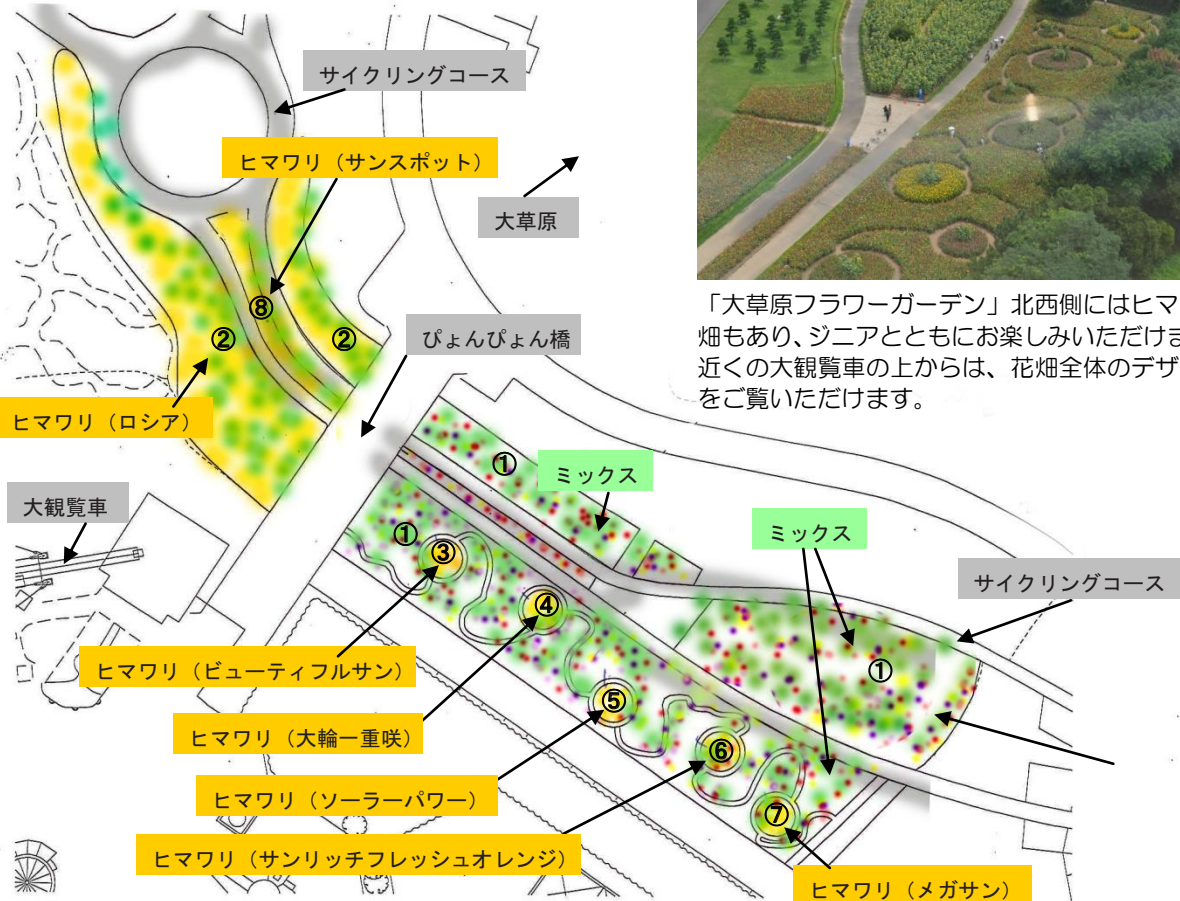 サイクリングコース
ヒマワリ（サンスポット）
大草原
⑧
②
②
ぴょんぴょん橋
「大草原フラワーガーデン」北西側にはヒマ
畑もあり、ジニアとともにお楽しみいただけま
近くの大観覧車の上からは、花畑全体のデザ
をご覧いただけます。
ヒマワリ（ロシア）
①
ミックス
大観覧車
①
③
ミックス
サイクリングコース
④
①
ヒマワリ（ビューティフルサン）
⑤
ヒマワリ（大輪一重咲）
⑥
ヒマワリ（ソーラーパワー）
⑦
ヒマワリ（サンリッチフレッシュオレンジ）
ヒマワリ（メガサン）